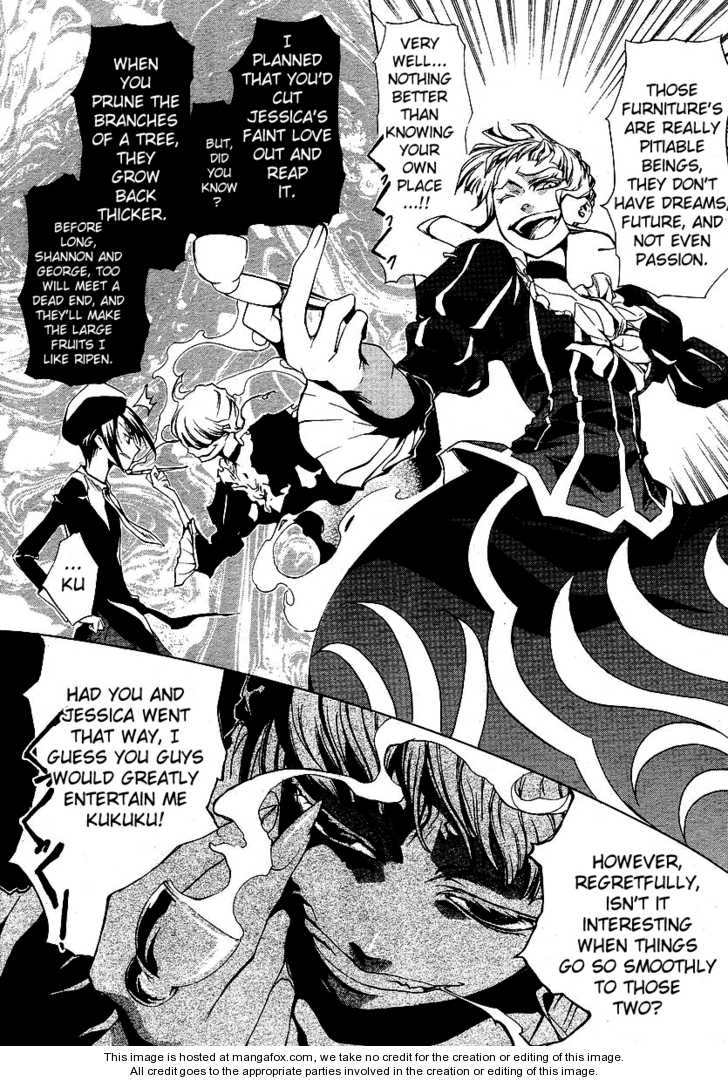 THOSE
FURNITURE'S
ARE REALLY
PITIABLE
BEINGS,
THEY DON'T
HAVE DREAMS,
FUTURE, AND
NOT EVEN
PASSION.
VERY
WELL...
NOTHING
BETTER
THAN
KNOWING
YOUR
OWN
PLACE
...!!
I
PLANNED
THAT YOU'D
CUT
JESSICA'S
FAINT LOVE
OUT AND
REAP
IT.
BUT,
DID
YOU
KNOW
?
WHEN
YOU
PRUNE THE
BRANCHES
OF A TREE,
THEY
GROW
BACK
THICKER.
BEFORE
LONG,
SHANNON AND
GEORGE, TOO
WILL MEET A
DEAD END, AND
THEY'LL MAKE
THE LARGE
FRUITS I
LIKE RIPEN.
...
KU
HAD YOU AND
JESSICA WENT
THAT WAY, I
GUESS YOU GUYS
WOULD GREATLY
ENTERTAIN ME
KUKUKU!
HOWEVER,
REGRETFULLY,
ISN'T IT
INTERESTING
WHEN THINGS
GO SO SMOOTHLY
TO THOSE
TWO?
This image is hosted at mangafox.com, we take no credit for the creation or editing of this image.
All credit goes to the appropriate parties involved in the creation or editing of this image.